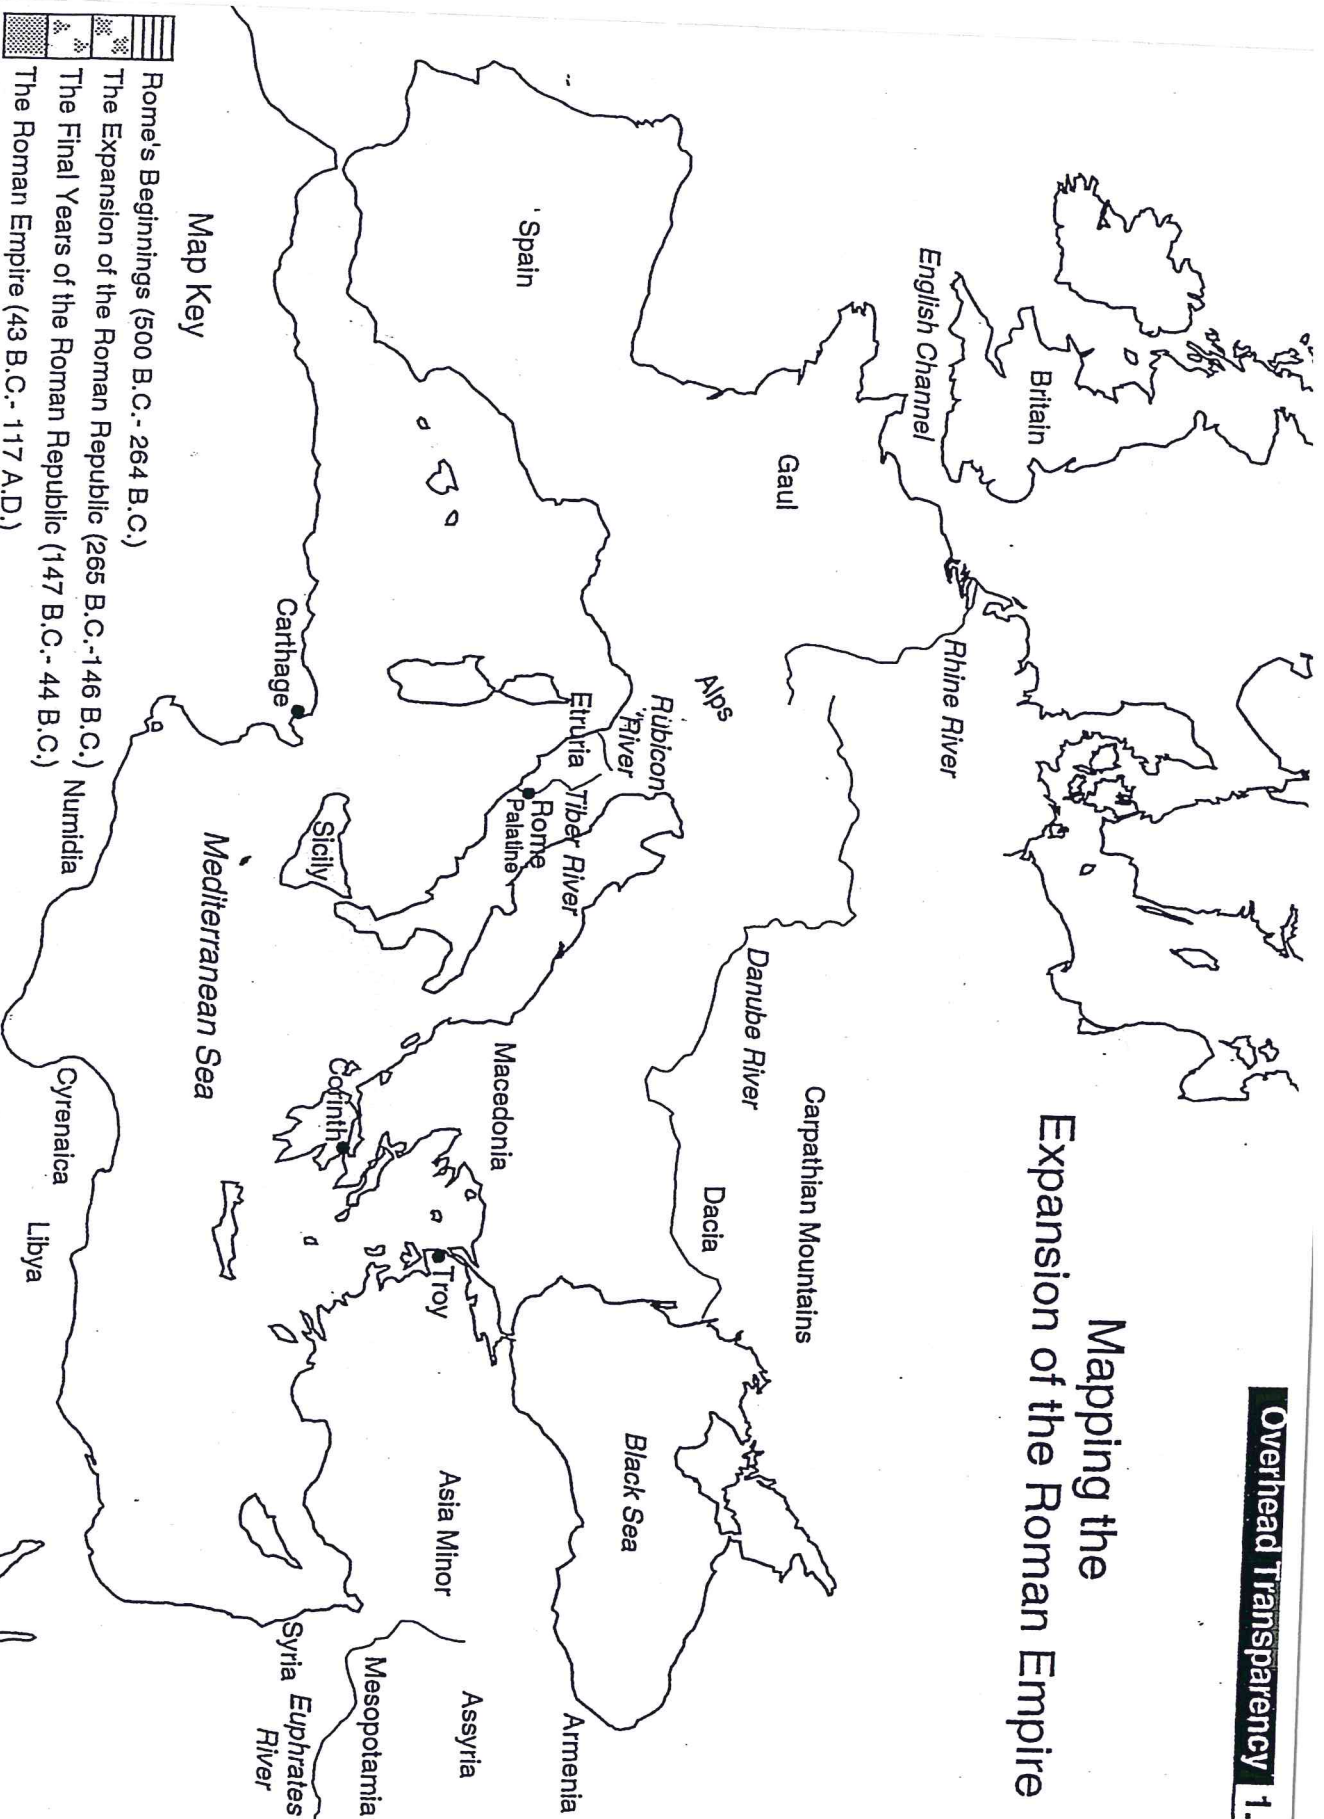 Overhead Transparency 1.
Mapping the
Expansion of the Roman Empire
Britain
English Channel
Rhine River
Gaul
Carpathian Mountains
Danube River
Dacia
Alps
Rubicon
River
Black Sea
Spain
Etruria
Tiber River
Rome
Palatine
Macedonia
Armenia
Troy
Asia Minor
Assyria
Corinth
Sicily
Mesopotamia
Carthage
Syria
Euphrates
River
Mediterranean Sea
Numidia
Cyrenaica
Libya
Map Key
Rome's Beginnings (500 B.C.- 264 B.C.)
The Expansion of the Roman Republic (265 B.C.-146 B.C.)
The Final Years of the Roman Republic (147 B.C.- 44 B.C.)
The Roman Empire (43 B.C.- 117 A.D.)